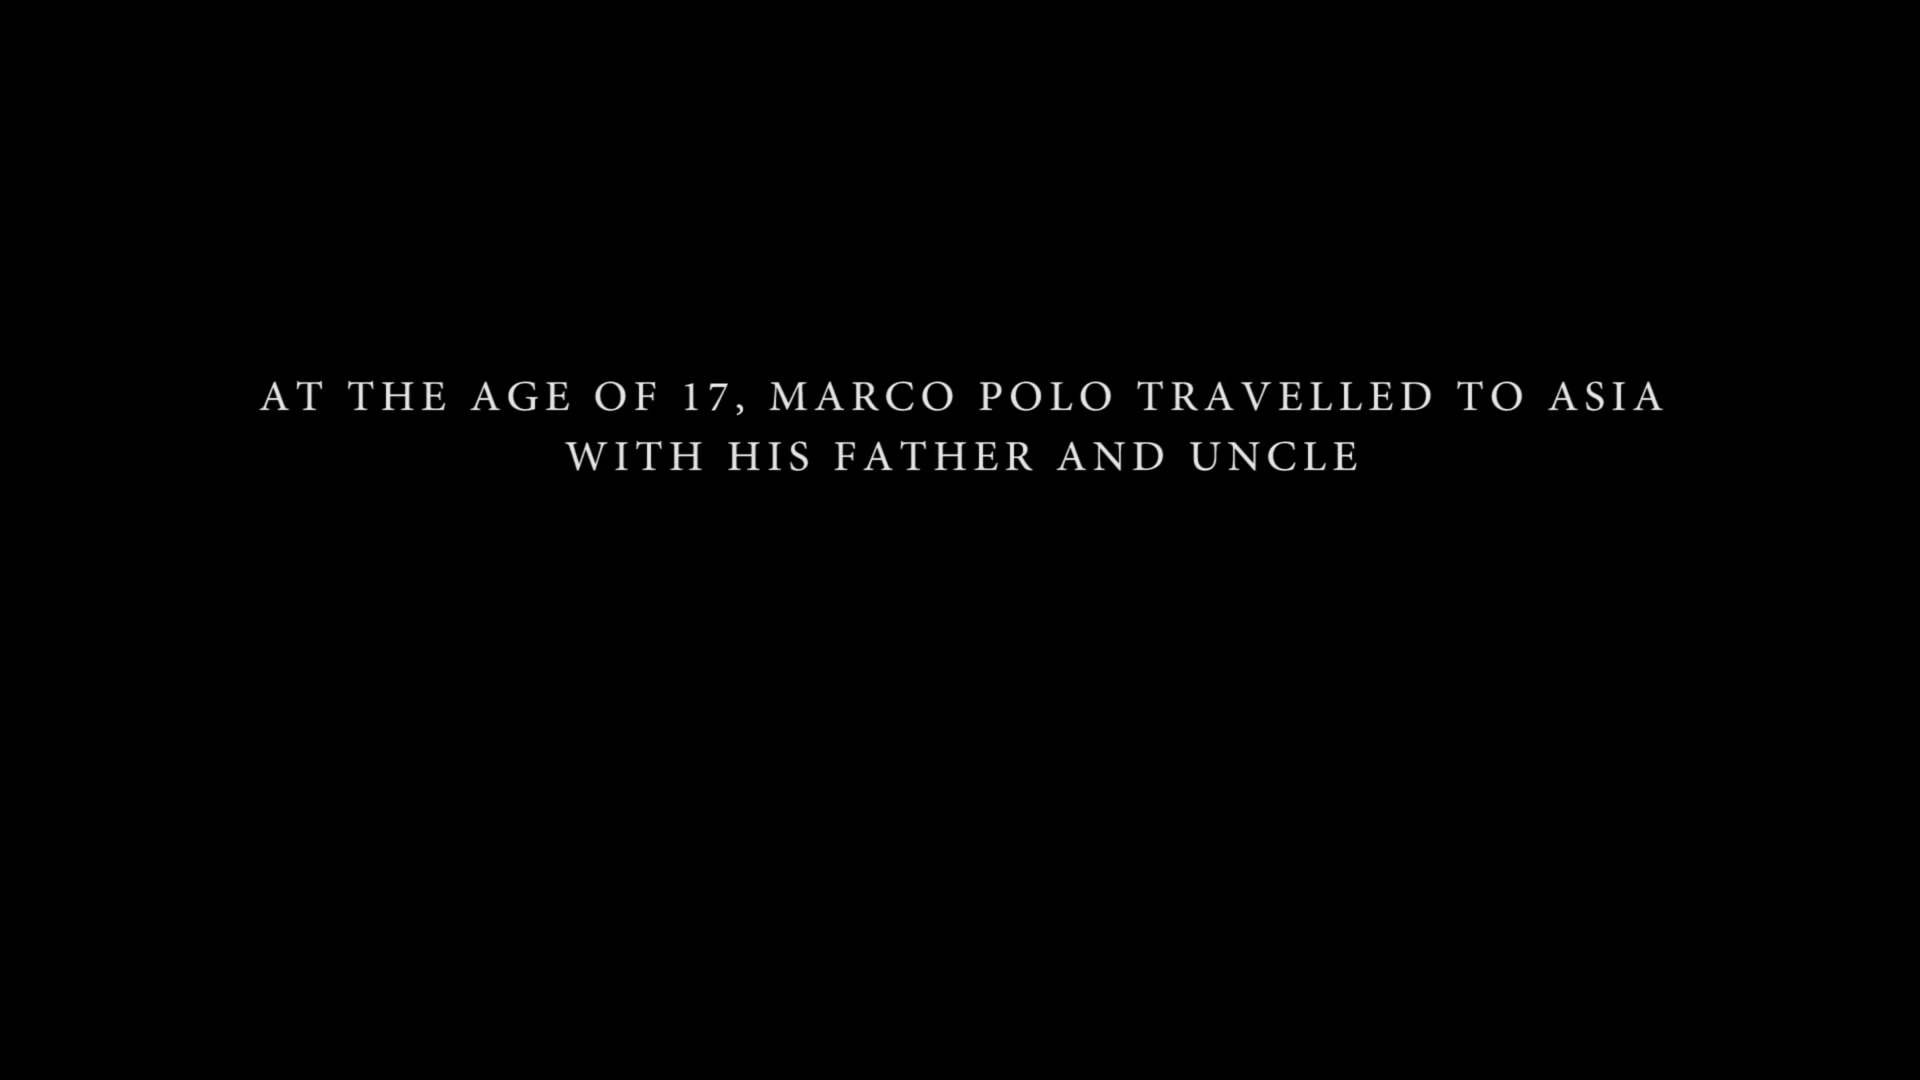 AT THE AGE OF 17, MARCO POLO TRAVELLED TO ASIA
WITH HIS FATHER AND UNCLE